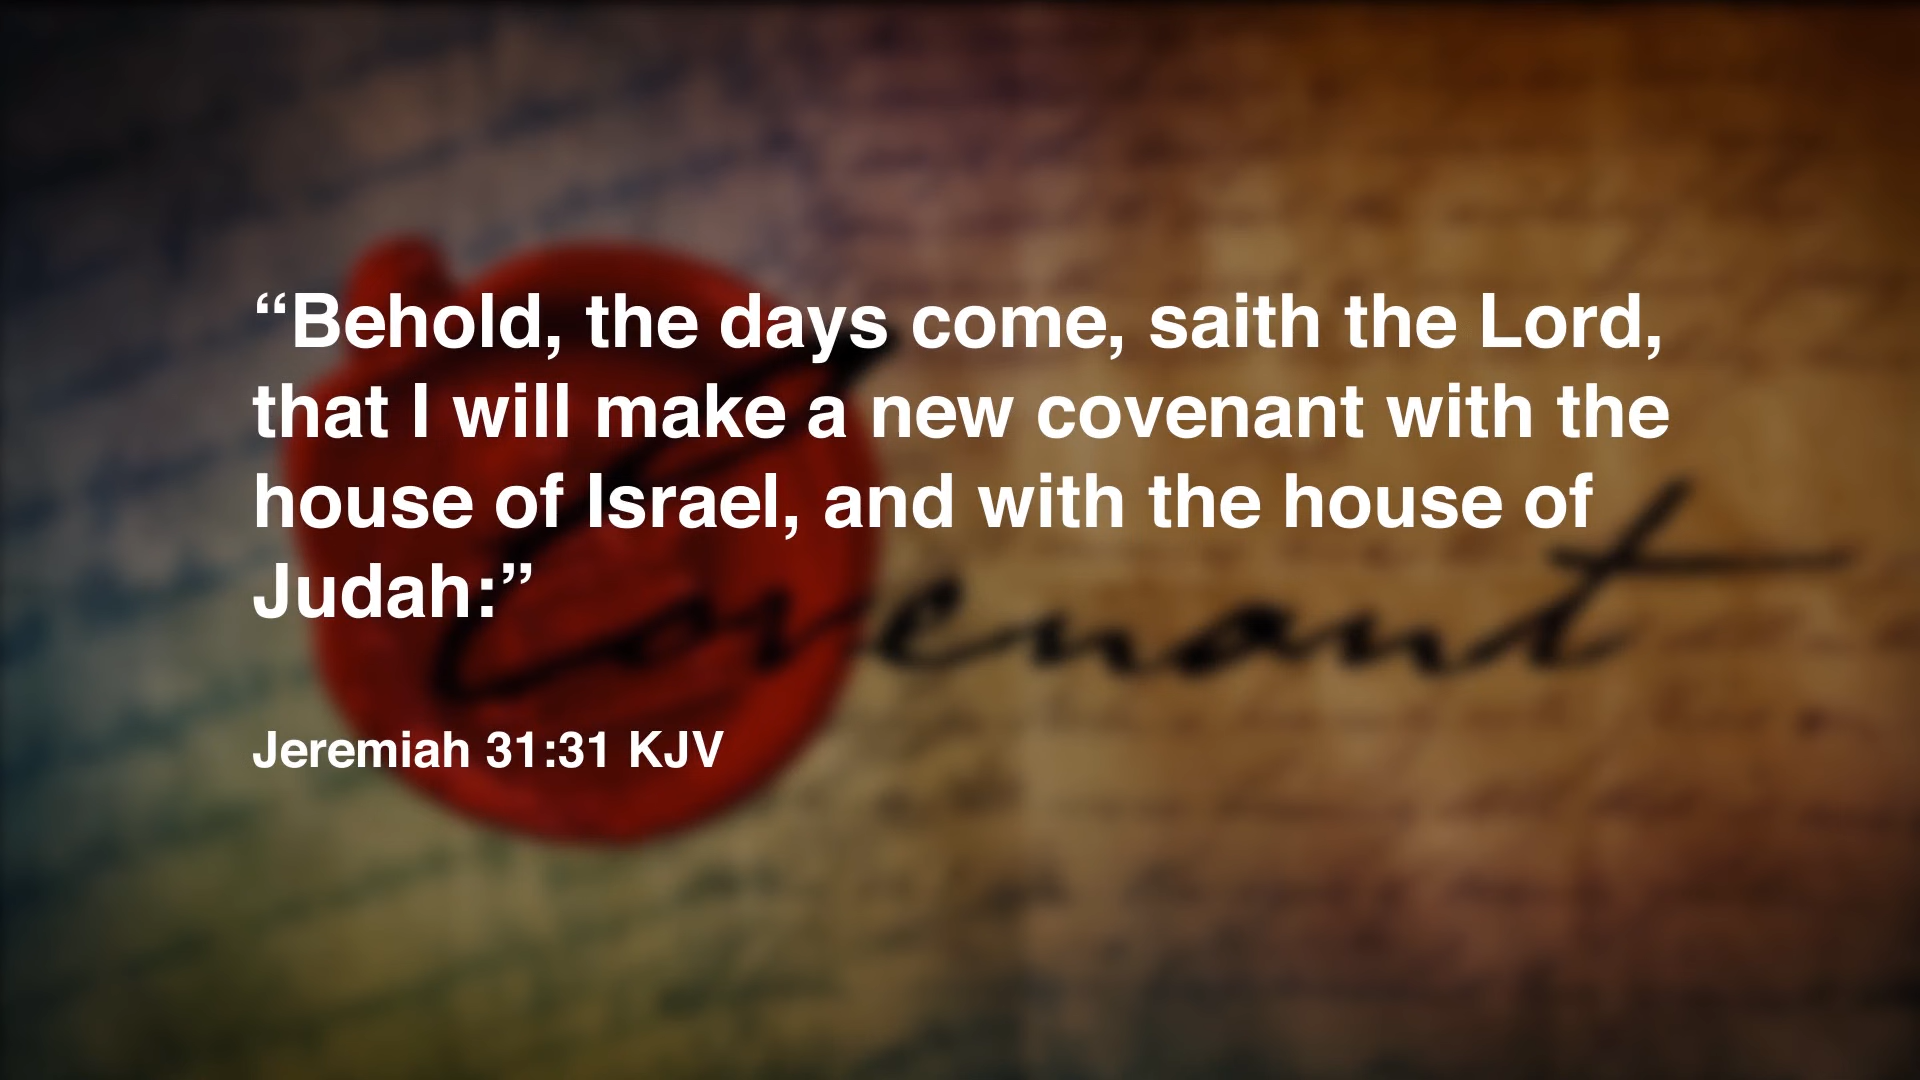 “Behold, the days come, saith the Lord,
that I will make a new covenant with the
house of Israel, and with the house of
Judah:”
Covenant
Jeremiah 31:31 KJV